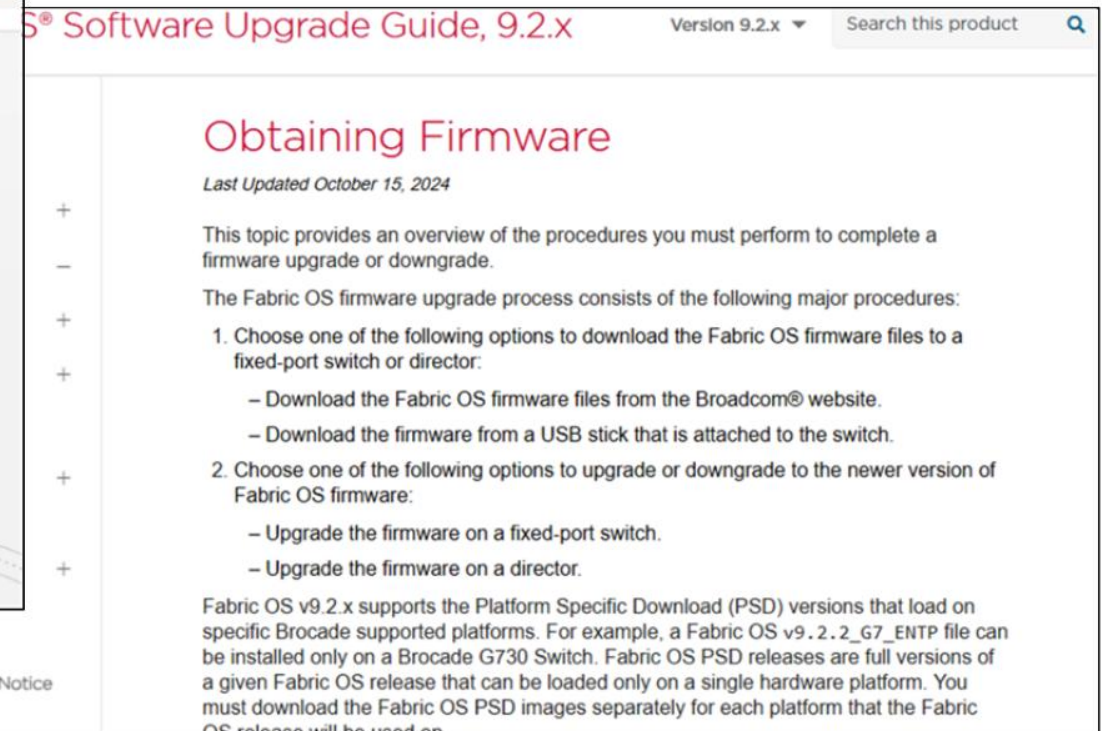 S® Software Upgrade Guide, 9.2.x
Version 9.2.x
Search this product
Obtaining Firmware
Last Updated October 15, 2024
This topic provides an overview of the procedures you must perform to complete a
firmware upgrade or downgrade.
The Fabric OS firmware upgrade process consists of the following major procedures:
1. Choose one of the following options to download the Fabric OS firmware files to a
fixed-port switch or director:
– Download the Fabric OS firmware files from the Broadcom® website.
– Download the firmware from a USB stick that is attached to the switch.
2. Choose one of the following options to upgrade or downgrade to the newer version of
Fabric OS firmware:
– Upgrade the firmware on a fixed-port switch.
– Upgrade the firmware on a director.
Fabric OS v9.2.x supports the Platform Specific Download (PSD) versions that load on
specific Brocade supported platforms. For example, a Fabric OS v9.2.2_G7_ENTP file can
be installed only on a Brocade G730 Switch. Fabric OS PSD releases are full versions of
a given Fabric OS release that can be loaded only on a single hardware platform. You
must download the Fabric OS PSD images separately for each platform that the Fabric
OS release will be used on.
Notice